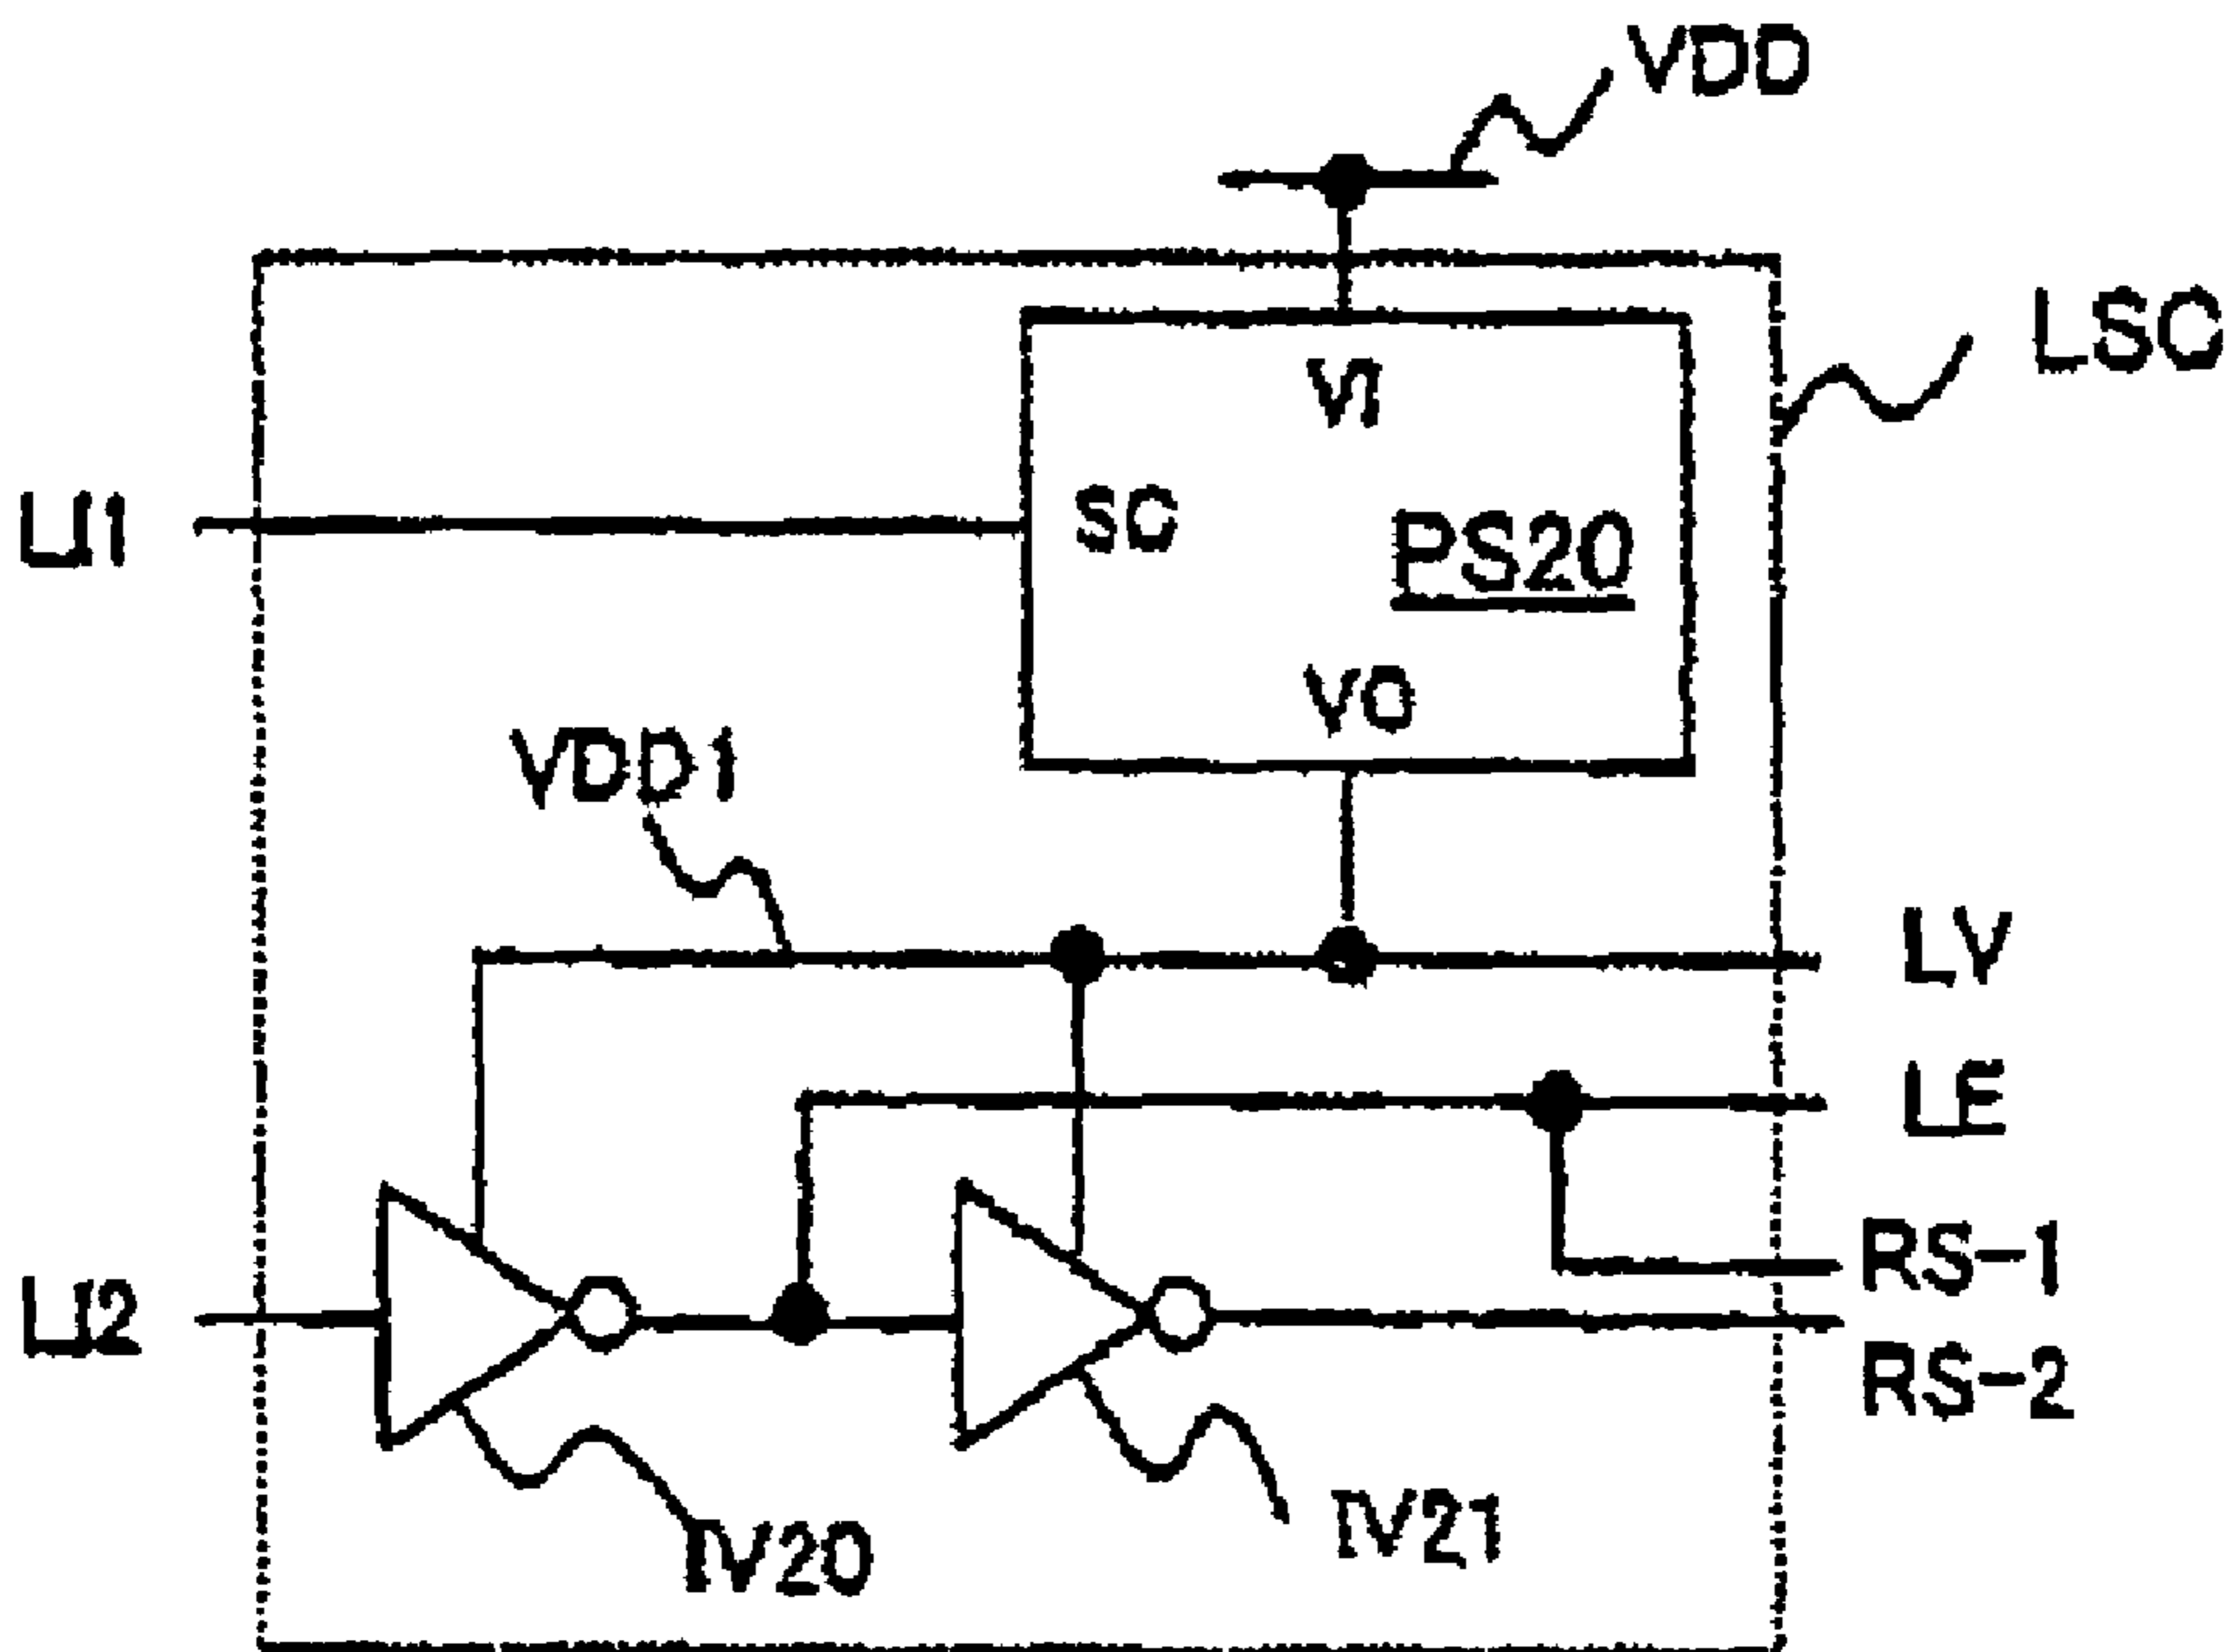 VDD
LSC
VI
LI1
SC
PS20
VO
VDD1
LV
LE
RS-1
LI2
RS-2
IV20
IV21